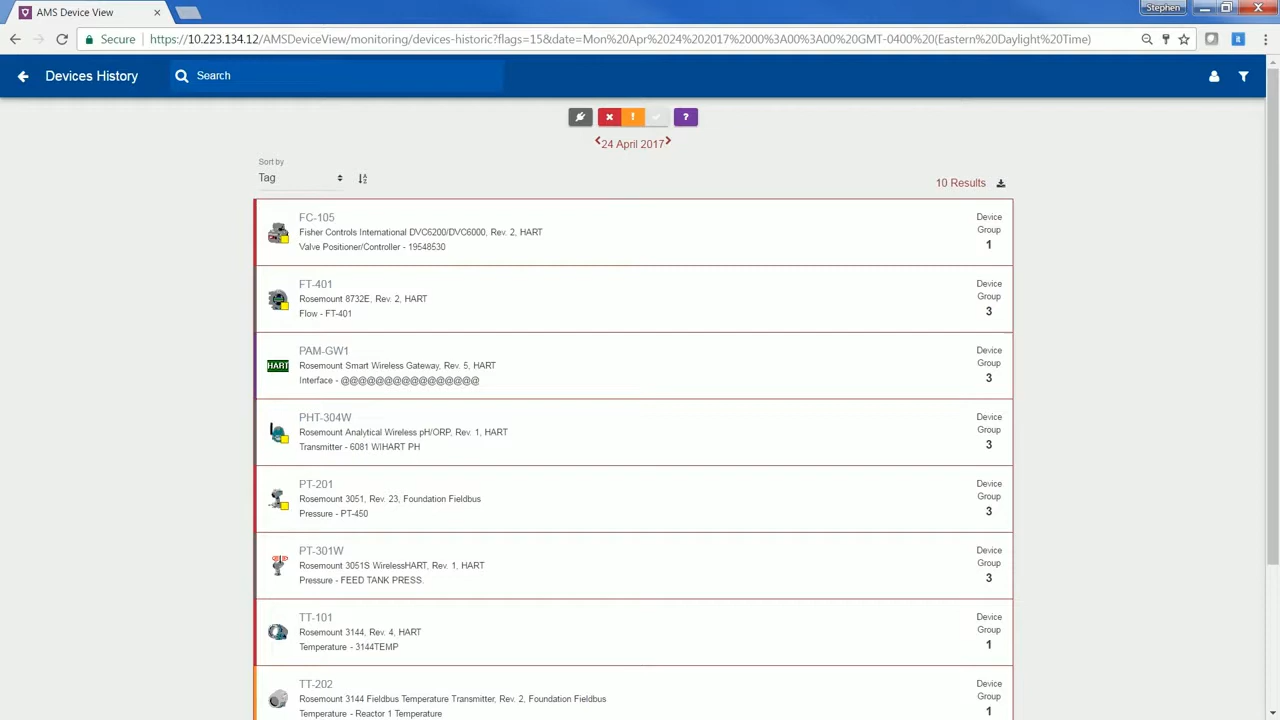 AMS Device View
Stephen
Secure
https://10.223.134.12/AMSDeviceView/monitoring/devices-historic?flags=15&date=Mon%20Apr%2024%202017%2000%3A00%3A00%20GMT-0400%20(Eastern%20Daylight%20Time)
Devices History
Search
24 April 2017
Sort by
Tag
10 Results
FC-105
Fisher Controls International DVC6200/DVC6000, Rev. 2, HART
Valve Positioner/Controller - 19548530
Device
Group
1
FT-401
Rosemount 8732E, Rev. 2, HART
Flow - FT-401
Device
Group
3
HART
PAM-GW1
Rosemount Smart Wireless Gateway, Rev. 5, HART
Interface - @@@@@@@@@@@@@@@@
Device
Group
3
PHT-304W
Rosemount Analytical Wireless pH/ORP, Rev. 1, HART
Transmitter - 6081 WIHART PH
Device
Group
3
PT-201
Rosemount 3051, Rev. 23, Foundation Fieldbus
Pressure - PT-450
Device
Group
3
PT-301W
Rosemount 3051S WirelessHART, Rev. 1, HART
Pressure - FEED TANK PRESS.
Device
Group
3
TT-101
Rosemount 3144, Rev. 4, HART
Temperature - 3144TEMP
Device
Group
1
TT-202
Rosemount 3144 Fieldbus Temperature Transmitter, Rev. 2, Foundation Fieldbus
Temperature - Reactor 1 Temperature
Device
Group
1